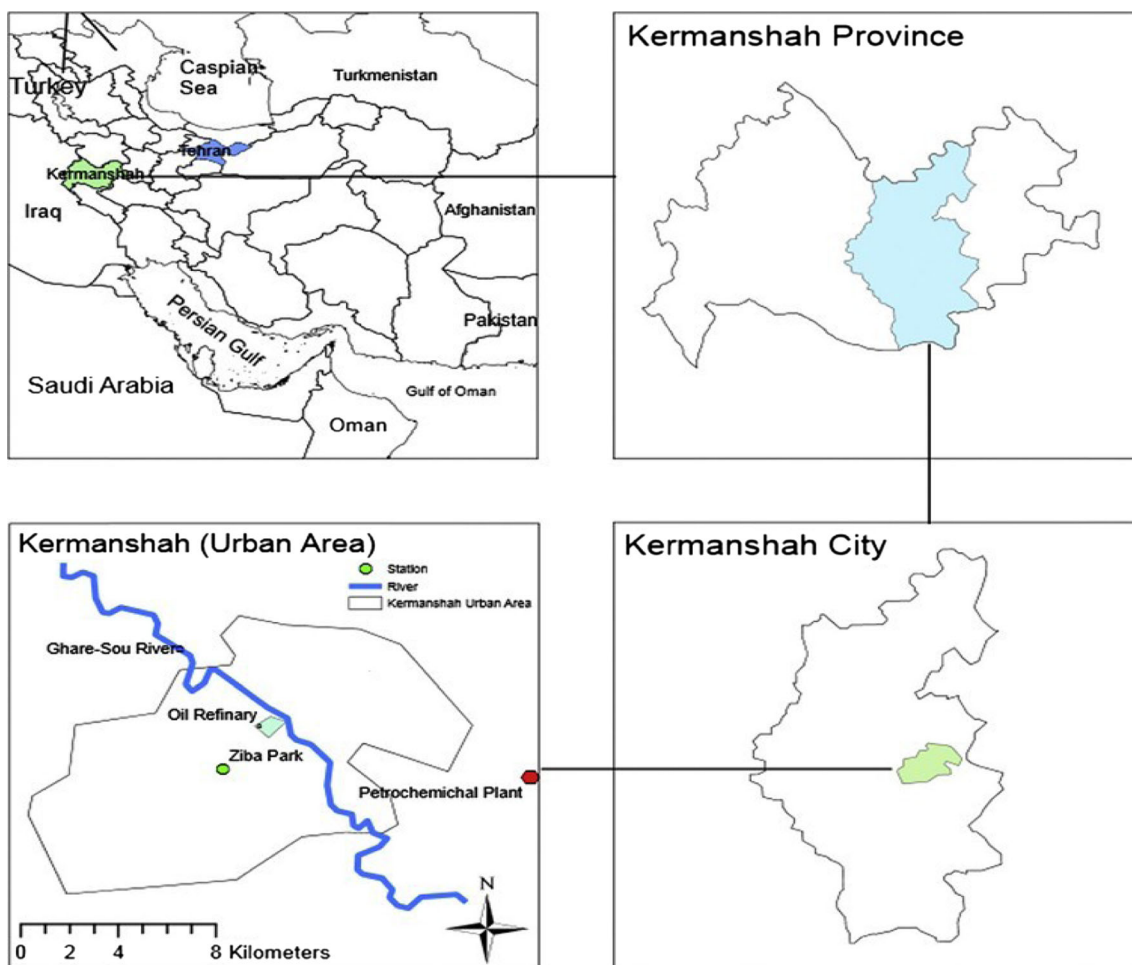 Turkey
Caspian
Sea
Turkmenistan
Tehran
Kermanshah
Iraq
Afghanistan
Persian Gulf
Pakistan
Saudi Arabia
Gulf of Oman
Oman
Kermanshah Province
Kermanshah (Urban Area)
Station
River
Kermanshah Urban Area
Ghare-Sou River
Oil Refinary
Ziba Park
Petrochemichal Plant
N
0 2 4 8 Kilometers
Kermanshah City